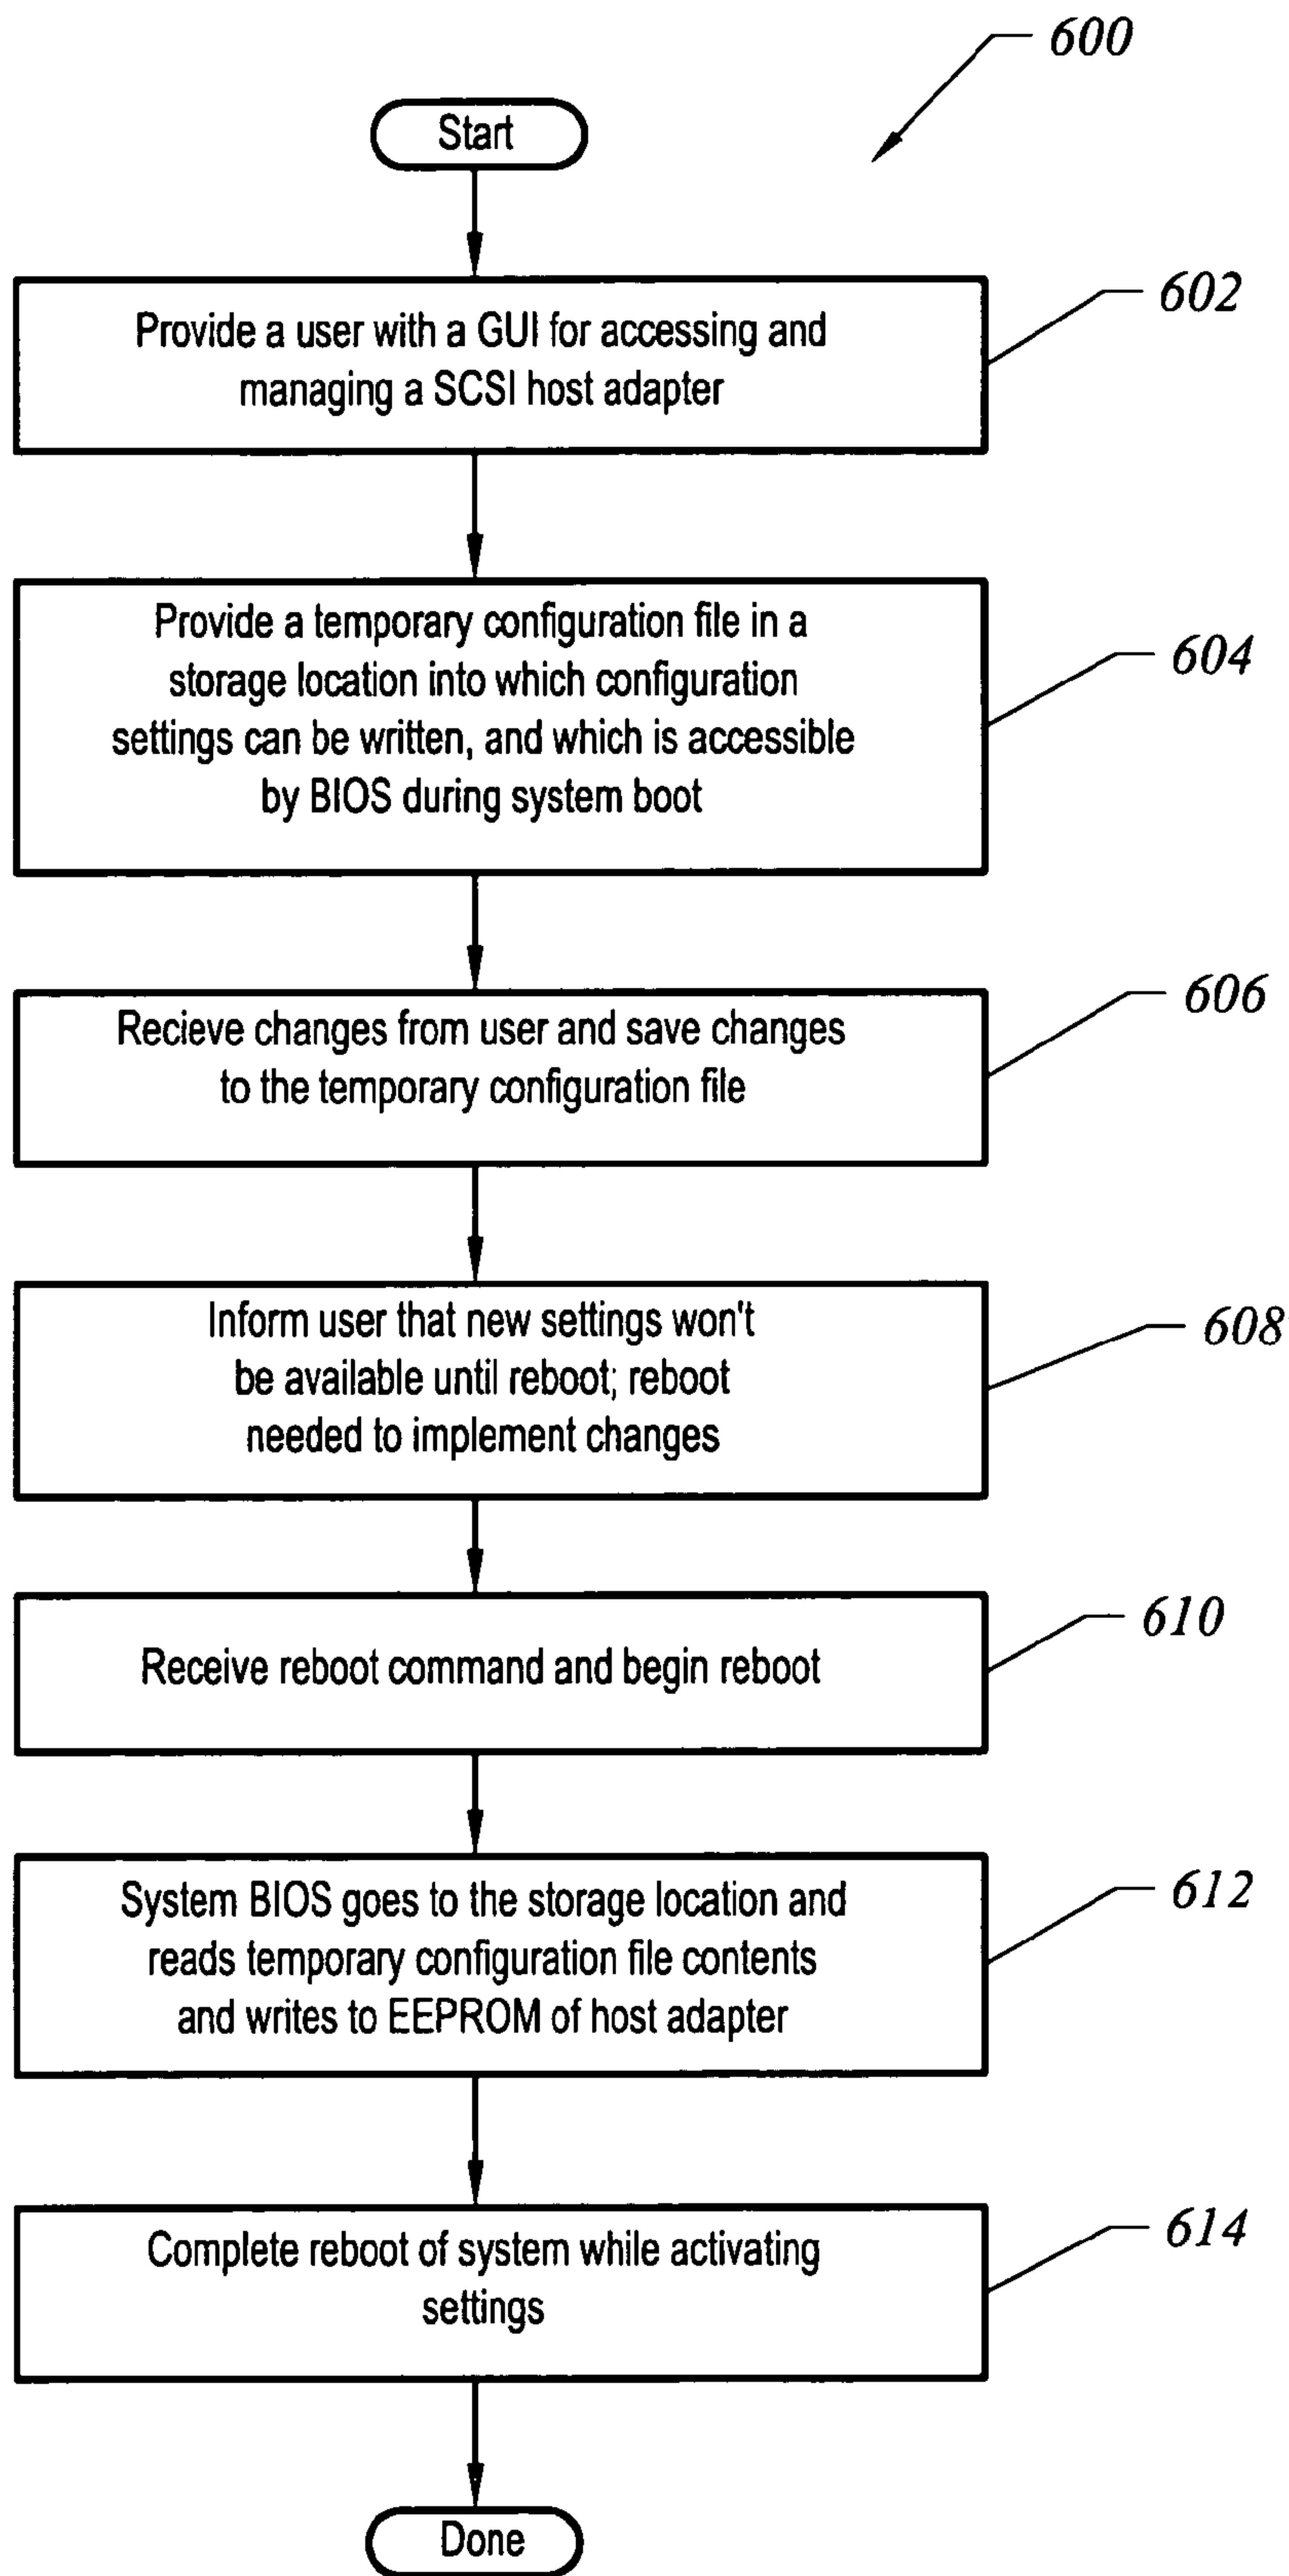 600
Start
Provide a user with a GUI for accessing and
managing a SCSI host adapter
602
Provide a temporary configuration file in a
storage location into which configuration
settings can be written, and which is accessible
by BIOS during system boot
604
Recieve changes from user and save changes
to the temporary configuration file
606
Inform user that new settings won't
be available until reboot; reboot
needed to implement changes
608
Receive reboot command and begin reboot
610
System BIOS goes to the storage location and
reads temporary configuration file contents
and writes to EEPROM of host adapter
612
Complete reboot of system while activating
settings
614
Done